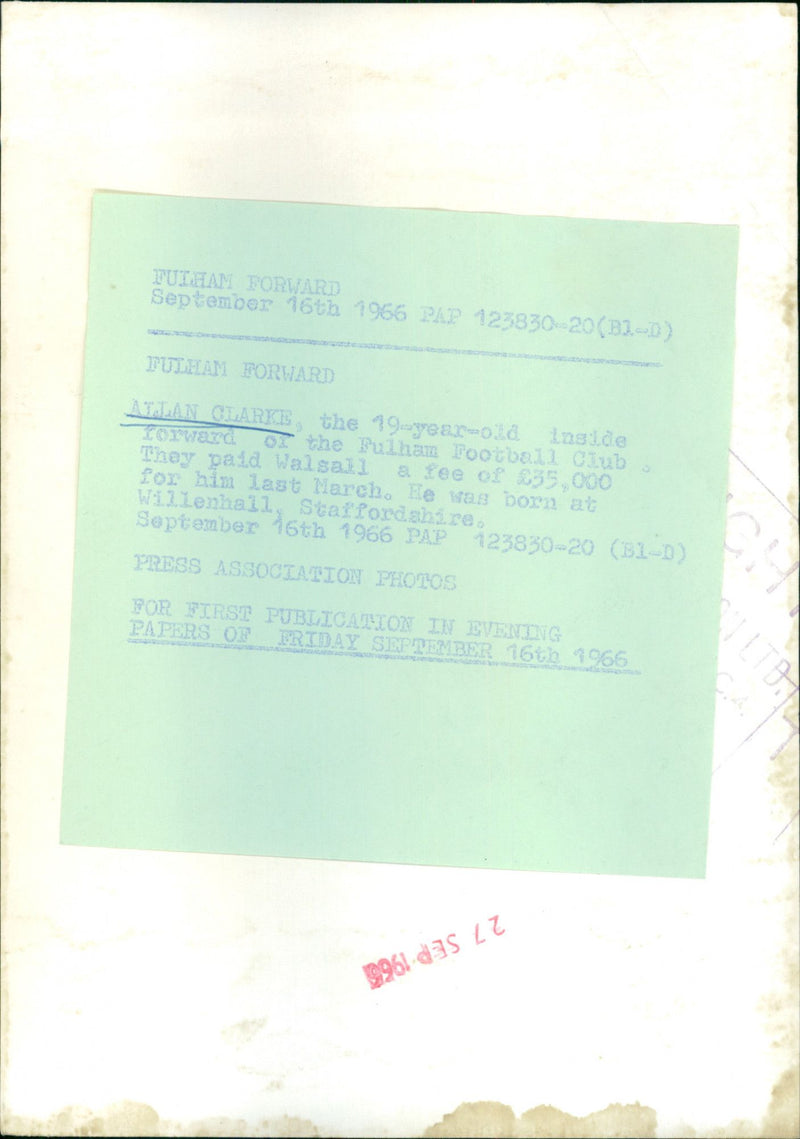 FULHAM FORWARD
September 16th 1966 PAP 123830-20(B1-D)
FULHAM FORWARD
ALLAN CLARKE, the 19-year-old inside
forward of the Fulham Football Club .
They paid Walsall a fee of £35,000
for him last March. He was born at
Willenhall, Staffordshire.
September 16th 1966 PAP 123830-20 (B1-D)
PRESS ASSOCIATION PHOTOS
FOR FIRST PUBLICATION IN EVENING
PAPERS OF FRIDAY SEPTEMBER 16th 1966
LTD.
C.4.
27 SEP 1966